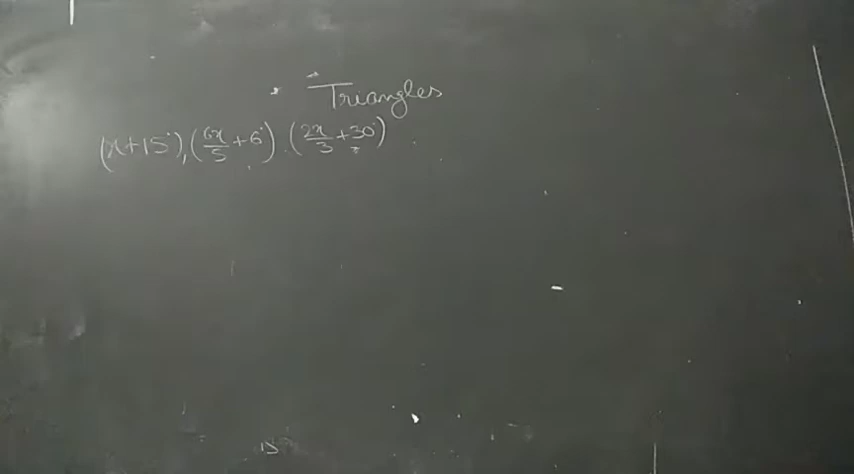 Triangles
(x+15°), (6x/5 + 6°) . (2x/3 + 30°)